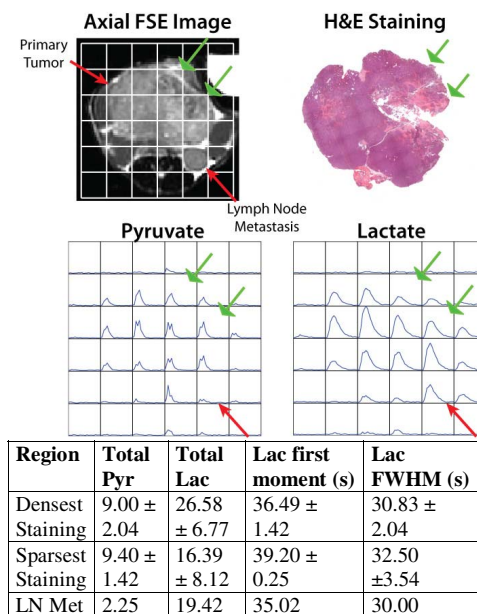 Axial FSE Image
H&E Staining
Primary
Tumor
Lymph Node
Metastasis
Pyruvate
Lactate
Region Total Pyr Total Lac Lac first moment (s) Lac FWHM (s)
Densest Staining 9.00 ± 2.04 26.58 ± 6.77 36.49 ± 1.42 30.83 ± 2.04
Sparsest Staining 9.40 ± 1.42 16.39 ± 8.12 39.20 ± 0.25 32.50 ±3.54
LN Met 2.25 19.42 35.02 30.00